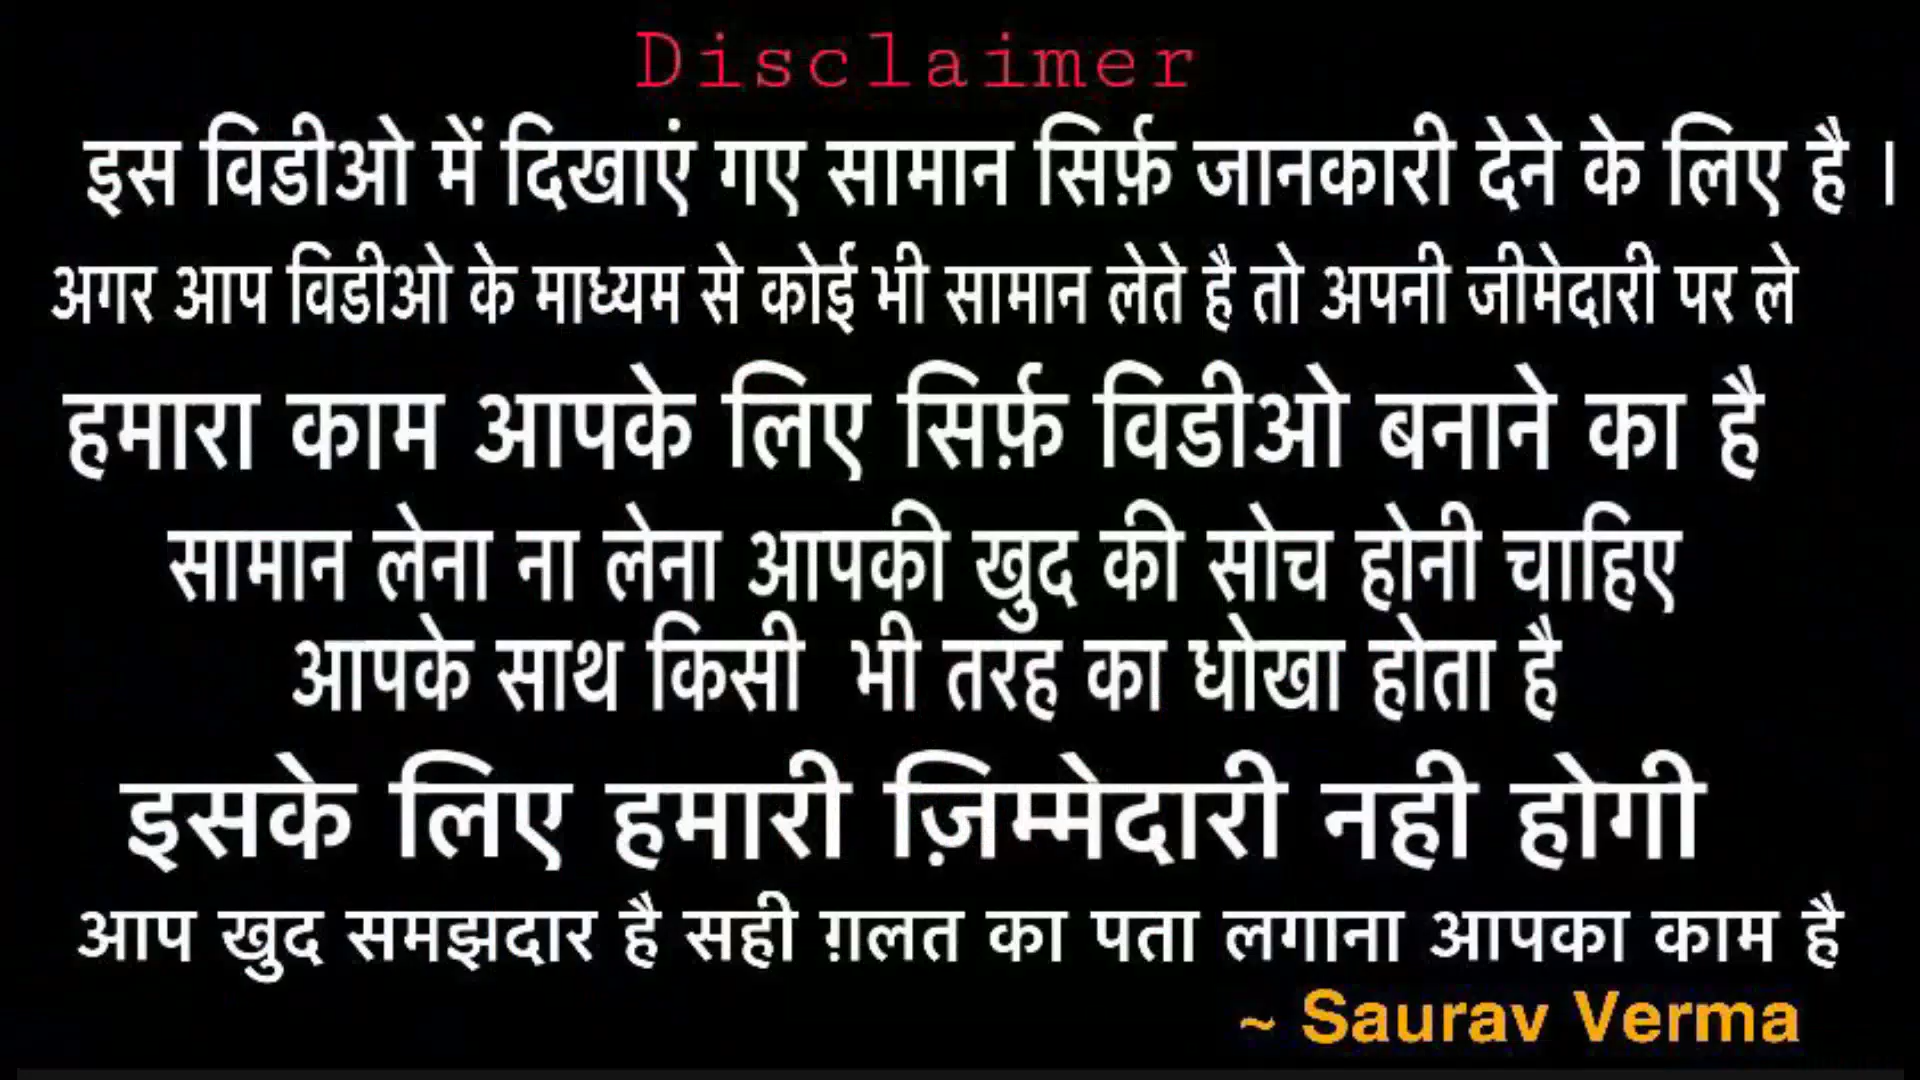 Disclaimer
इस विडीओ में दिखाएं गए सामान सिर्फ़ जानकारी देने के लिए है ।
अगर आप विडीओ के माध्यम से कोई भी सामान लेते है तो अपनी जीमेदारी पर ले
हमारा काम आपके लिए सिर्फ़ विडीओ बनाने का है
सामान लेना ना लेना आपकी खुद की सोच होनी चाहिए
आपके साथ किसी भी तरह का धोखा होता है
इसके लिए हमारी ज़िम्मेदारी नही होगी
आप खुद समझदार है सही ग़लत का पता लगाना आपका काम है
~ Saurav Verma